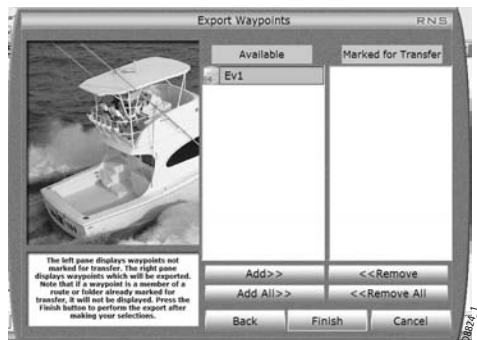 Export Waypoints
RNS
Available
Marked for Transfer
Ev1
The left pane displays waypoints not
marked for transfer. The right pane
displays waypoints which will be exported.
Note that if a waypoint is a member of a
route or folder already marked for
transfer, it will not be displayed. Press the
Finish button to perform the export after
making your selections.
Add>>
<<Remove
Add All>>
<<Remove All
Back
Finish
Cancel
D8824_1